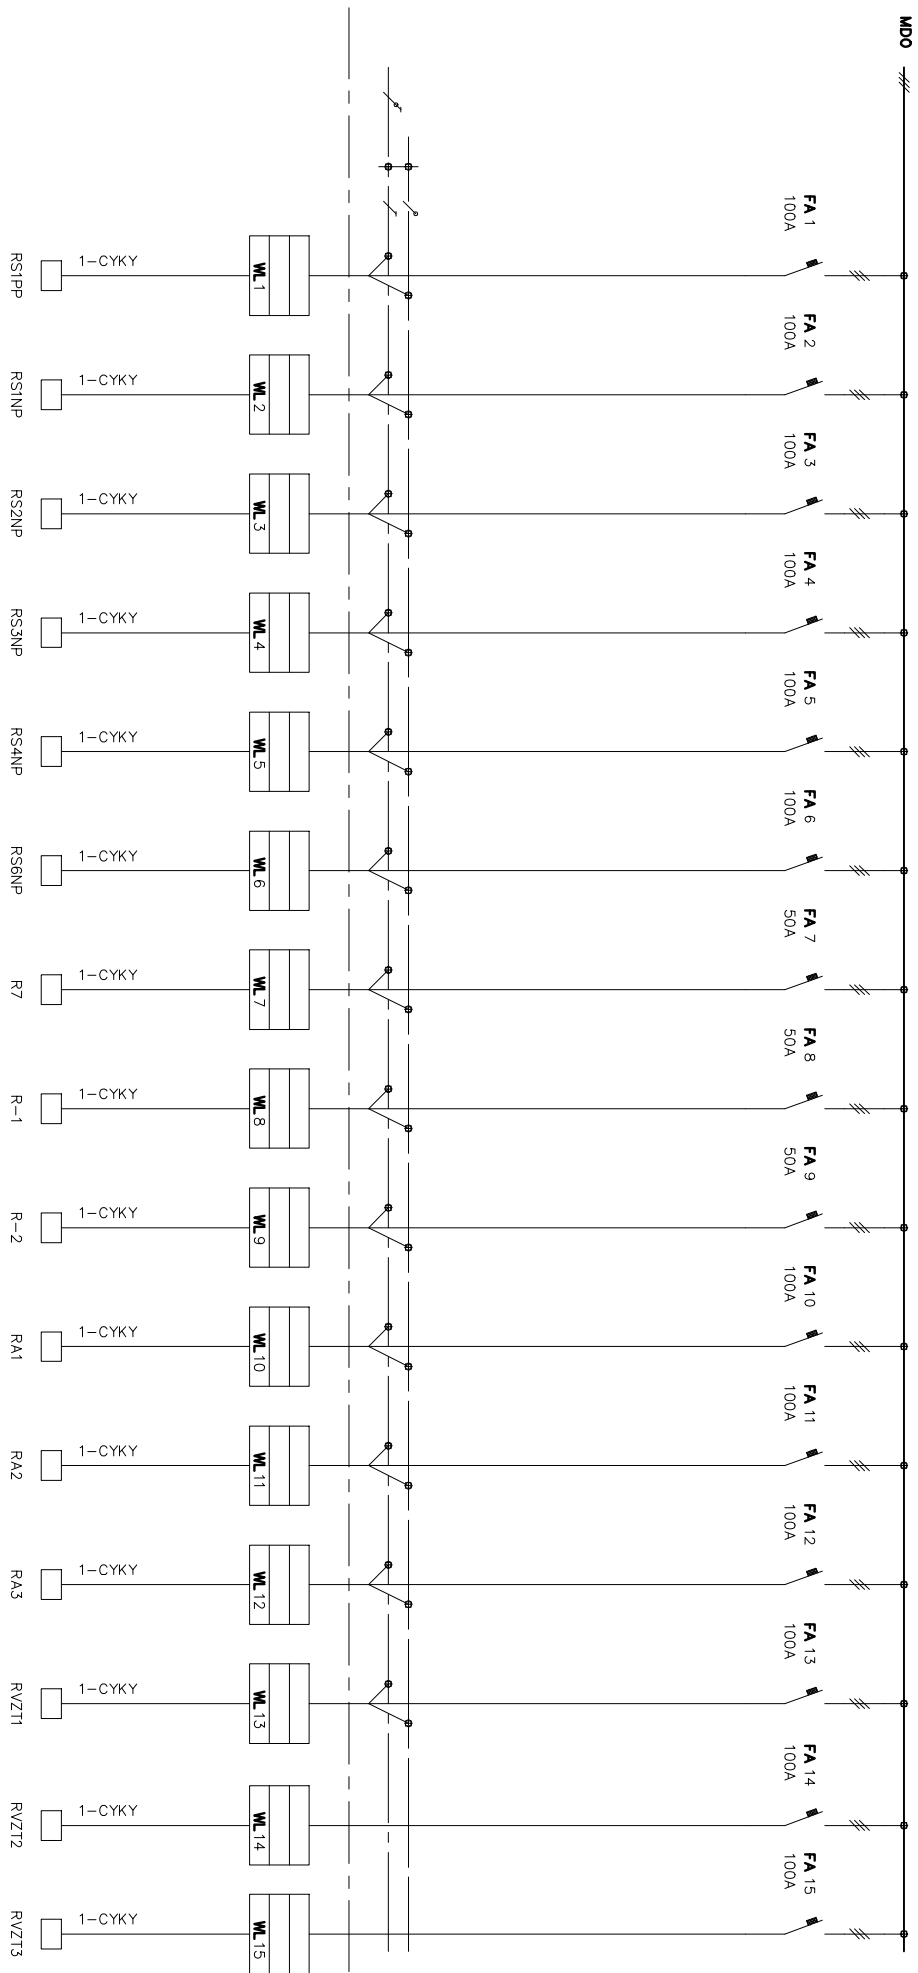 MDO
FA 1
100A
1-CYKY
WL 1
RS1PP
FA 2
100A
1-CYKY
WL 2
RS1NP
FA 3
100A
1-CYKY
WL 3
RS2NP
FA 4
100A
1-CYKY
WL 4
RS3NP
FA 5
100A
1-CYKY
WL 5
RS4NP
FA 6
100A
1-CYKY
WL 6
RS6NP
FA 7
50A
1-CYKY
WL 7
R7
FA 8
50A
1-CYKY
WL 8
R-1
FA 9
50A
1-CYKY
WL 9
R-2
FA 10
100A
1-CYKY
WL 10
RA1
FA 11
100A
1-CYKY
WL 11
RA2
FA 12
100A
1-CYKY
WL 12
RA3
FA 13
100A
1-CYKY
WL 13
RVZT1
FA 14
100A
1-CYKY
WL 14
RVZT2
FA 15
100A
1-CYKY
WL 15
RVZT3